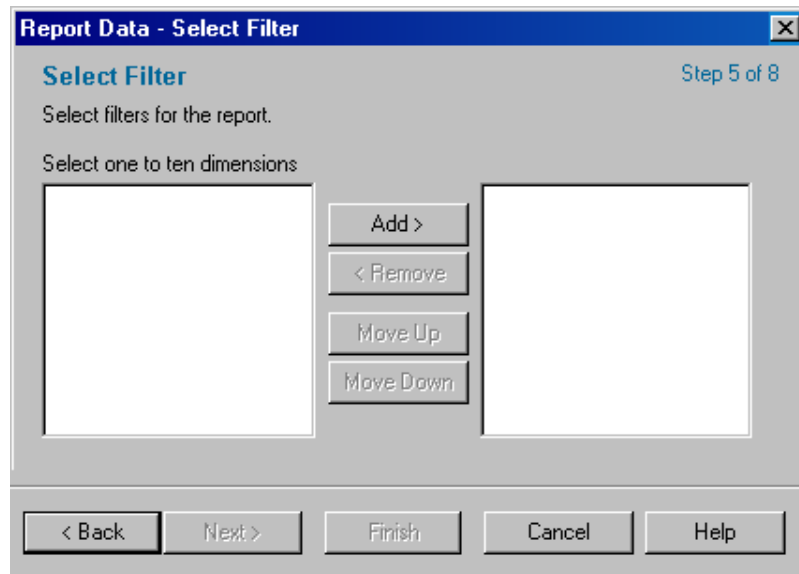 Report Data - Select Filter
Select Filter
Step 5 of 8
Select filters for the report.
Select one to ten dimensions
Add >
< Remove
Move Up
Move Down
< Back
Next >
Finish
Cancel
Help